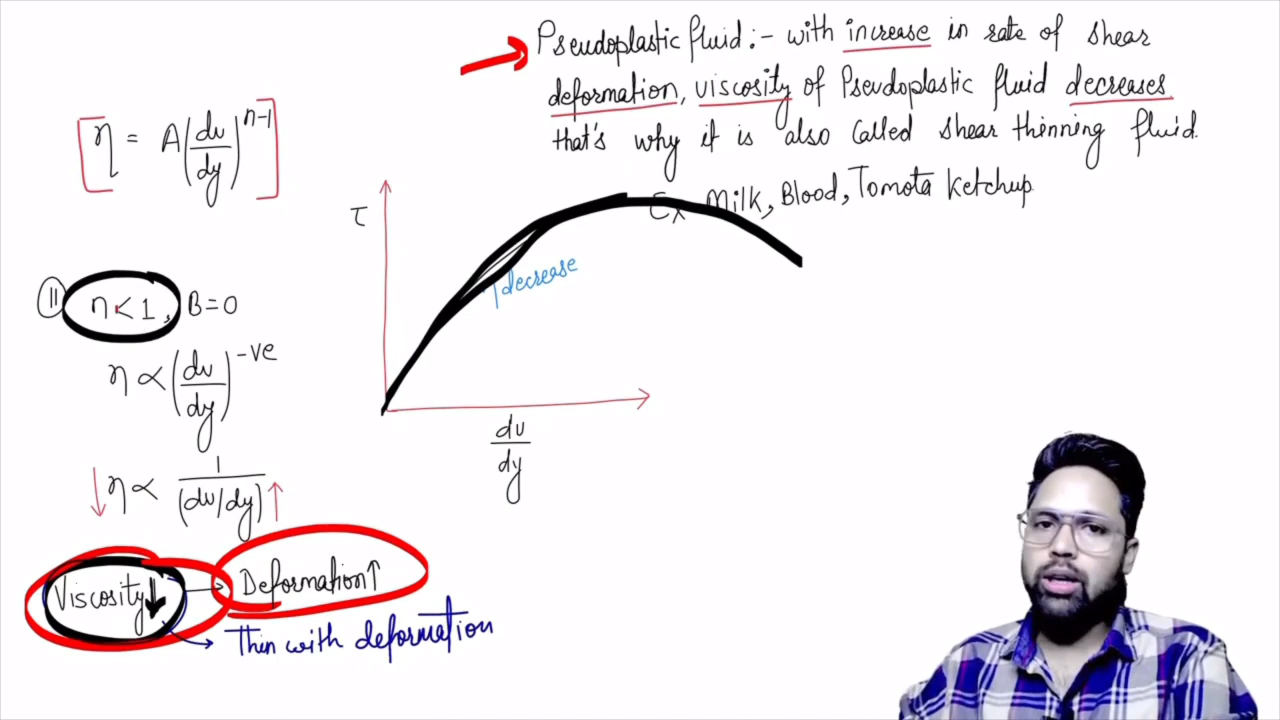 Pseudoplastic fluid:- with increase in rate of shear
deformation, viscosity of Pseudoplastic fluid decreases
that's why it is also called shear thinning fluid.
Ex Milk, Blood, Tomota ketchup
η = A(du/dy)^n-1
τ
decrease
du/dy
II n<1, B=0
η ∝ (du/dy)^-ve
↓η ∝ 1/(du/dy)↑
Viscosity↓ → Deformation↑
→ Thin with deformation